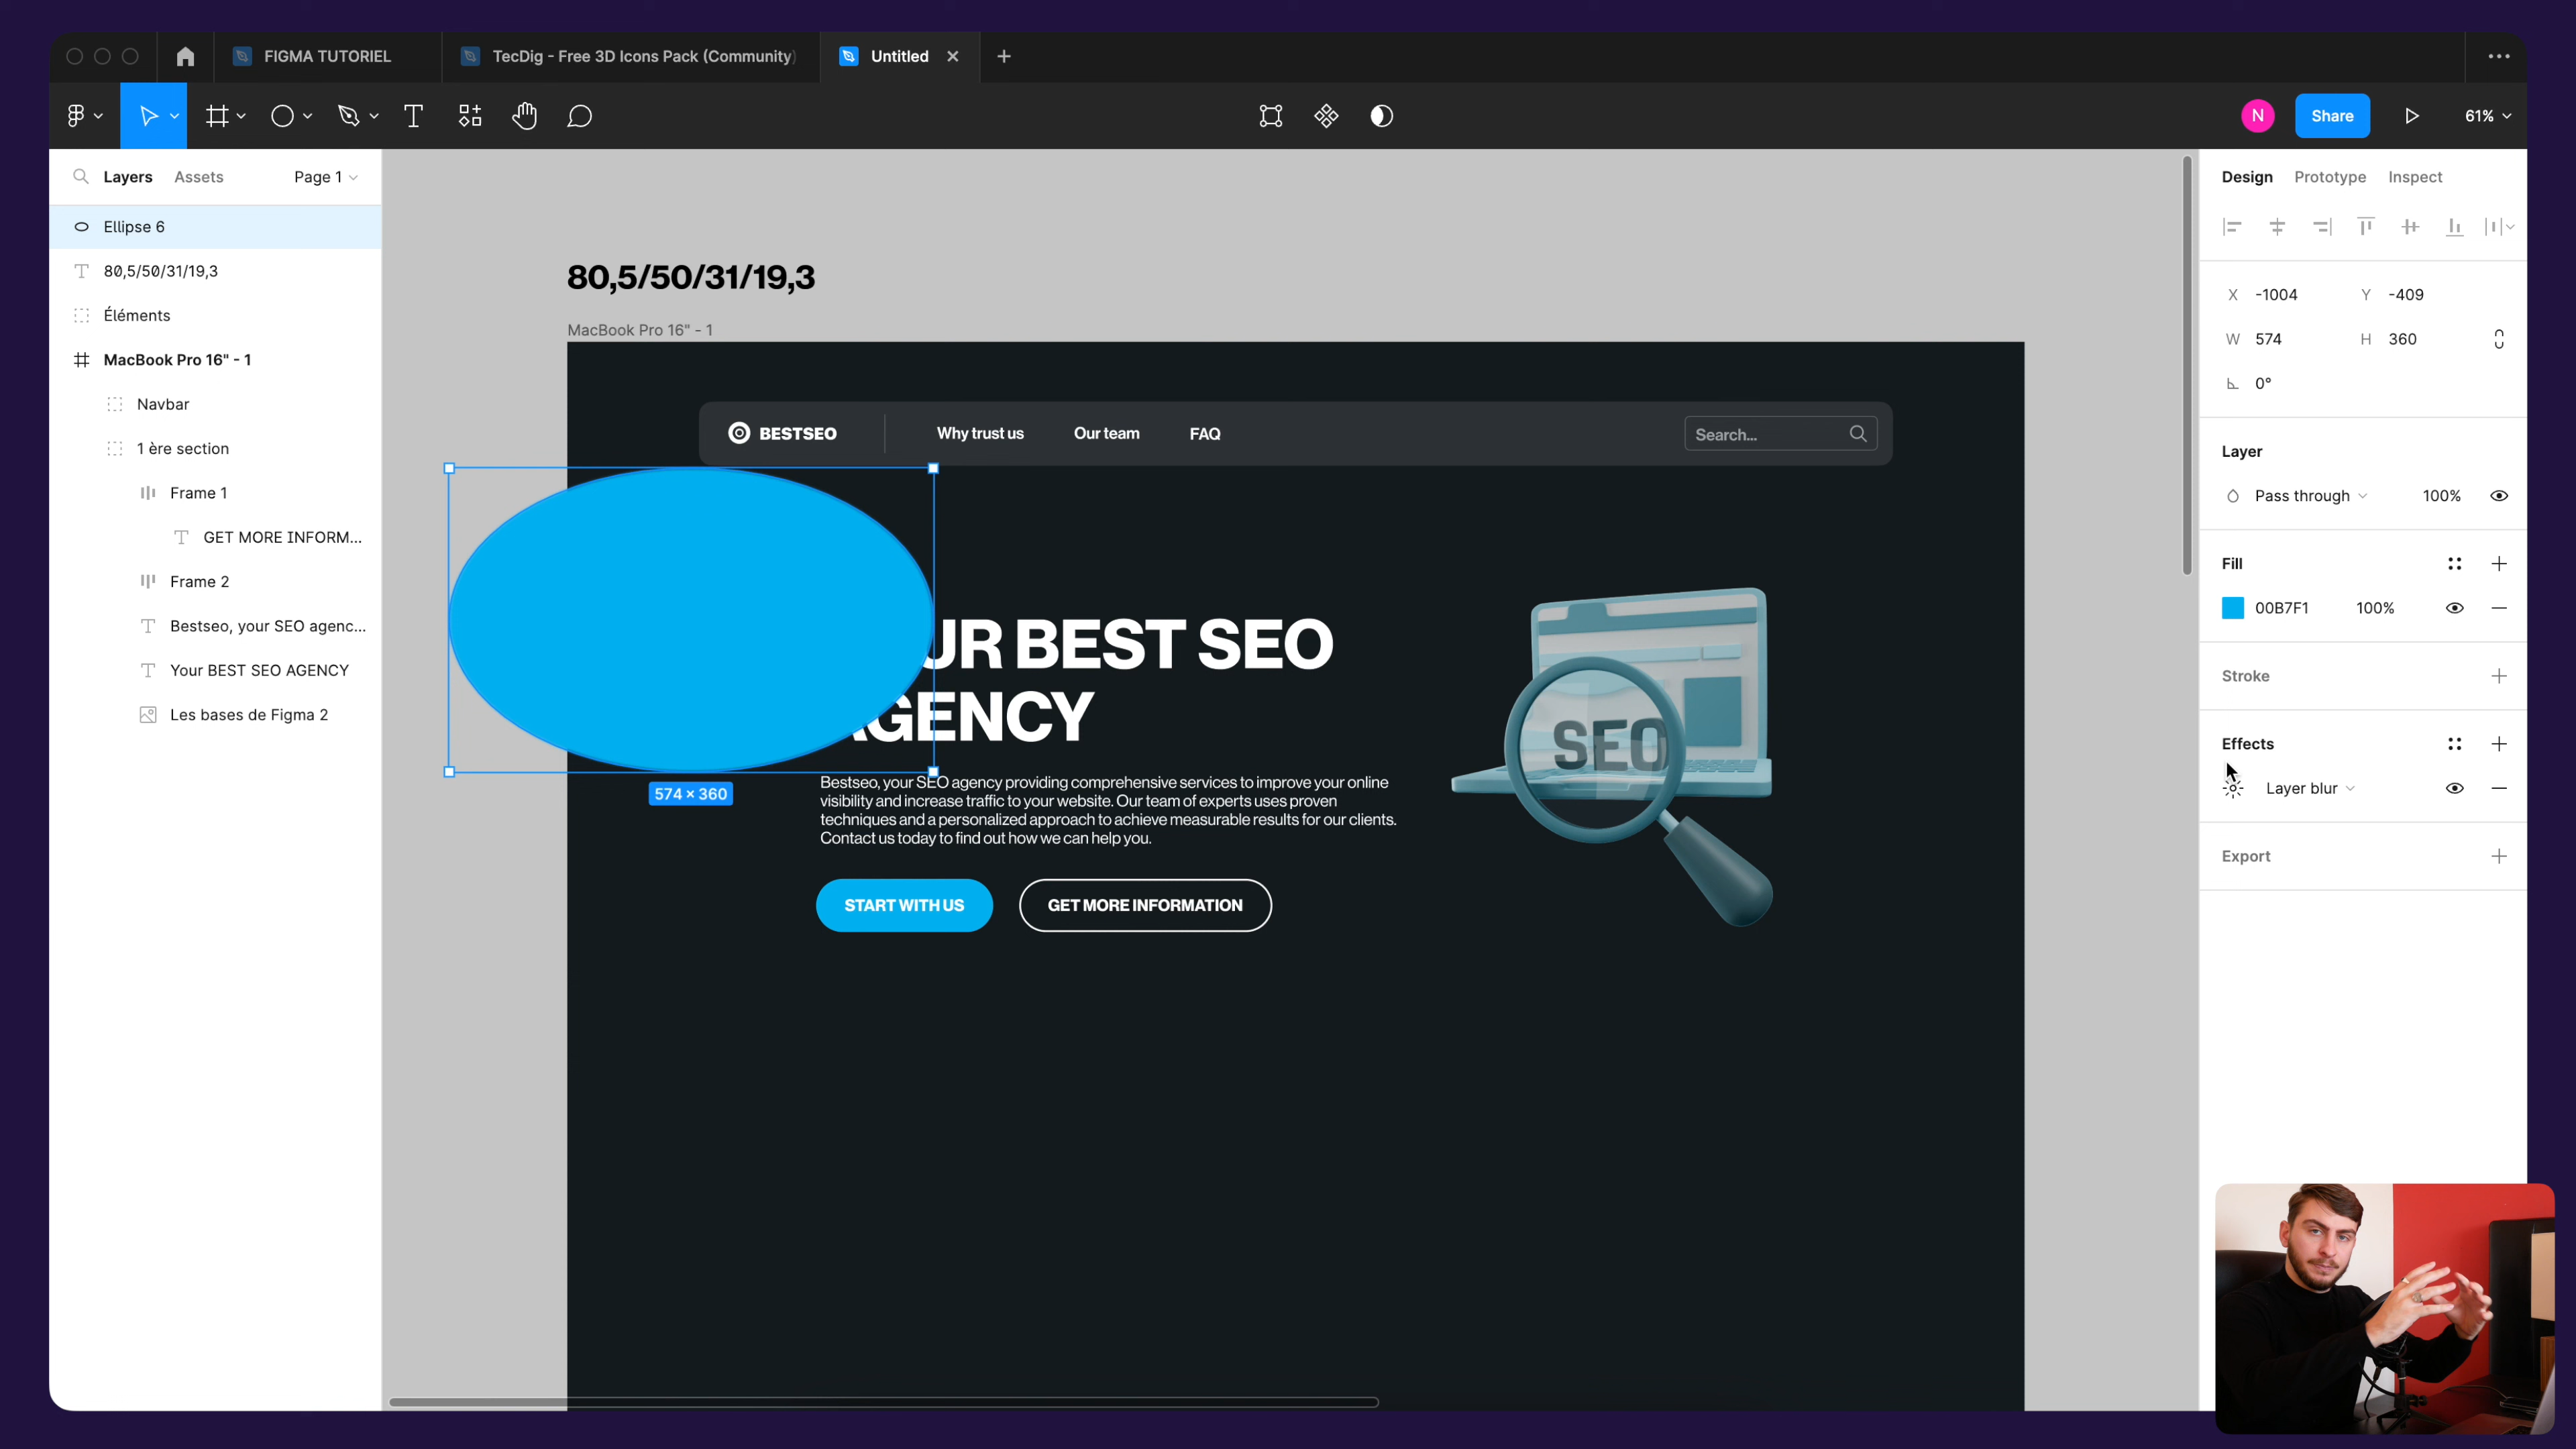 FIGMA TUTORIEL
TecDig - Free 3D Icons Pack (Community)
Untitled
N
Share
61%
Layers
Assets
Page 1
Ellipse 6
80,5/50/31/19,3
Éléments
MacBook Pro 16" - 1
Navbar
1 ère section
Frame 1
GET MORE INFORM...
Frame 2
Bestseo, your SEO agenc...
Your BEST SEO AGENCY
Les bases de Figma 2
80,5/50/31/19,3
MacBook Pro 16" - 1
BESTSEO
Why trust us
Our team
FAQ
Search...
UR BEST SEO
AGENCY
574 × 360
Bestseo, your SEO agency providing comprehensive services to improve your online
visibility and increase traffic to your website. Our team of experts uses proven
techniques and a personalized approach to achieve measurable results for our clients.
Contact us today to find out how we can help you.
START WITH US
GET MORE INFORMATION
SEO
Design
Prototype
Inspect
X -1004
Y -409
W 574
H 360
0°
Layer
Pass through
100%
Fill
00B7F1
100%
Stroke
Effects
Layer blur
Export